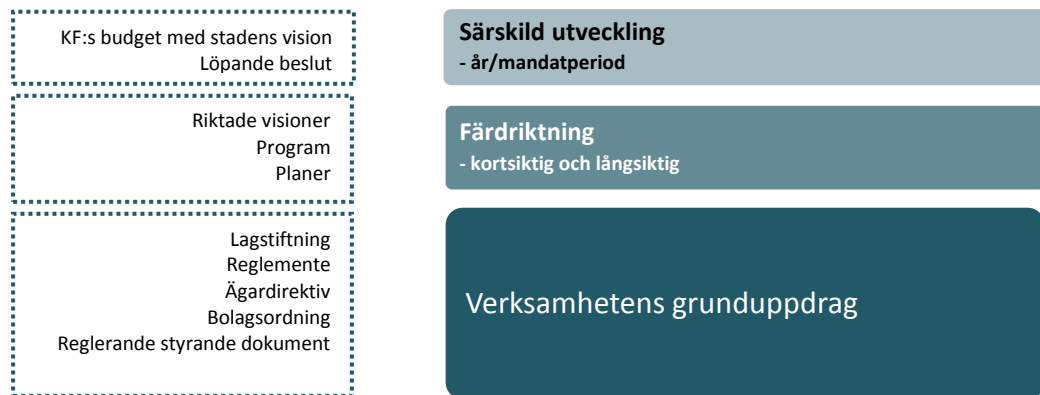 KF:s budget med stadens vision
Löpande beslut
Särskild utveckling
- år/mandatperiod
Riktade visioner
Program
Planer
Färdriktning
- kortsiktig och långsiktig
Lagstiftning
Reglemente
Ägardirektiv
Bolagsordning
Reglerande styrande dokument
Verksamhetens grunduppdrag